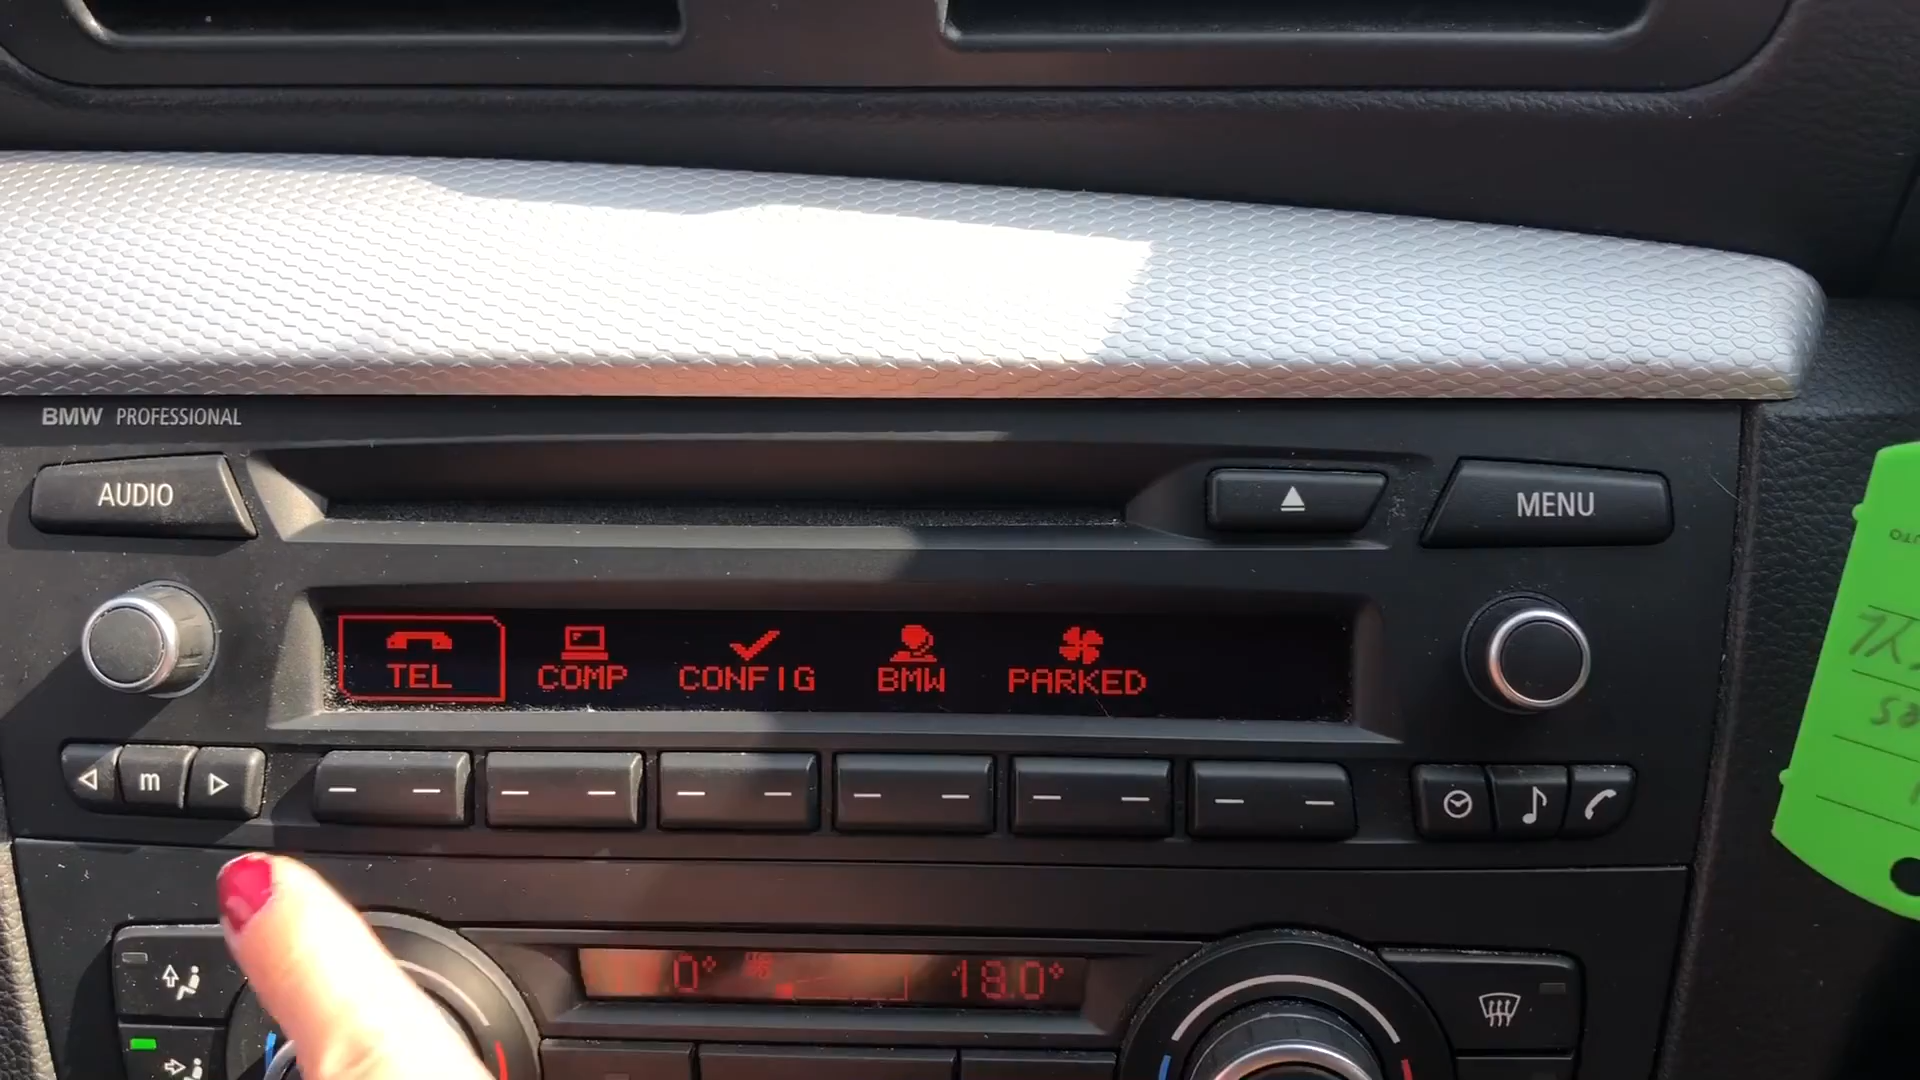 BMW PROFESSIONAL
AUDIO
MENU
TEL COMP CONFIG BMW PARKED
m
18.0°